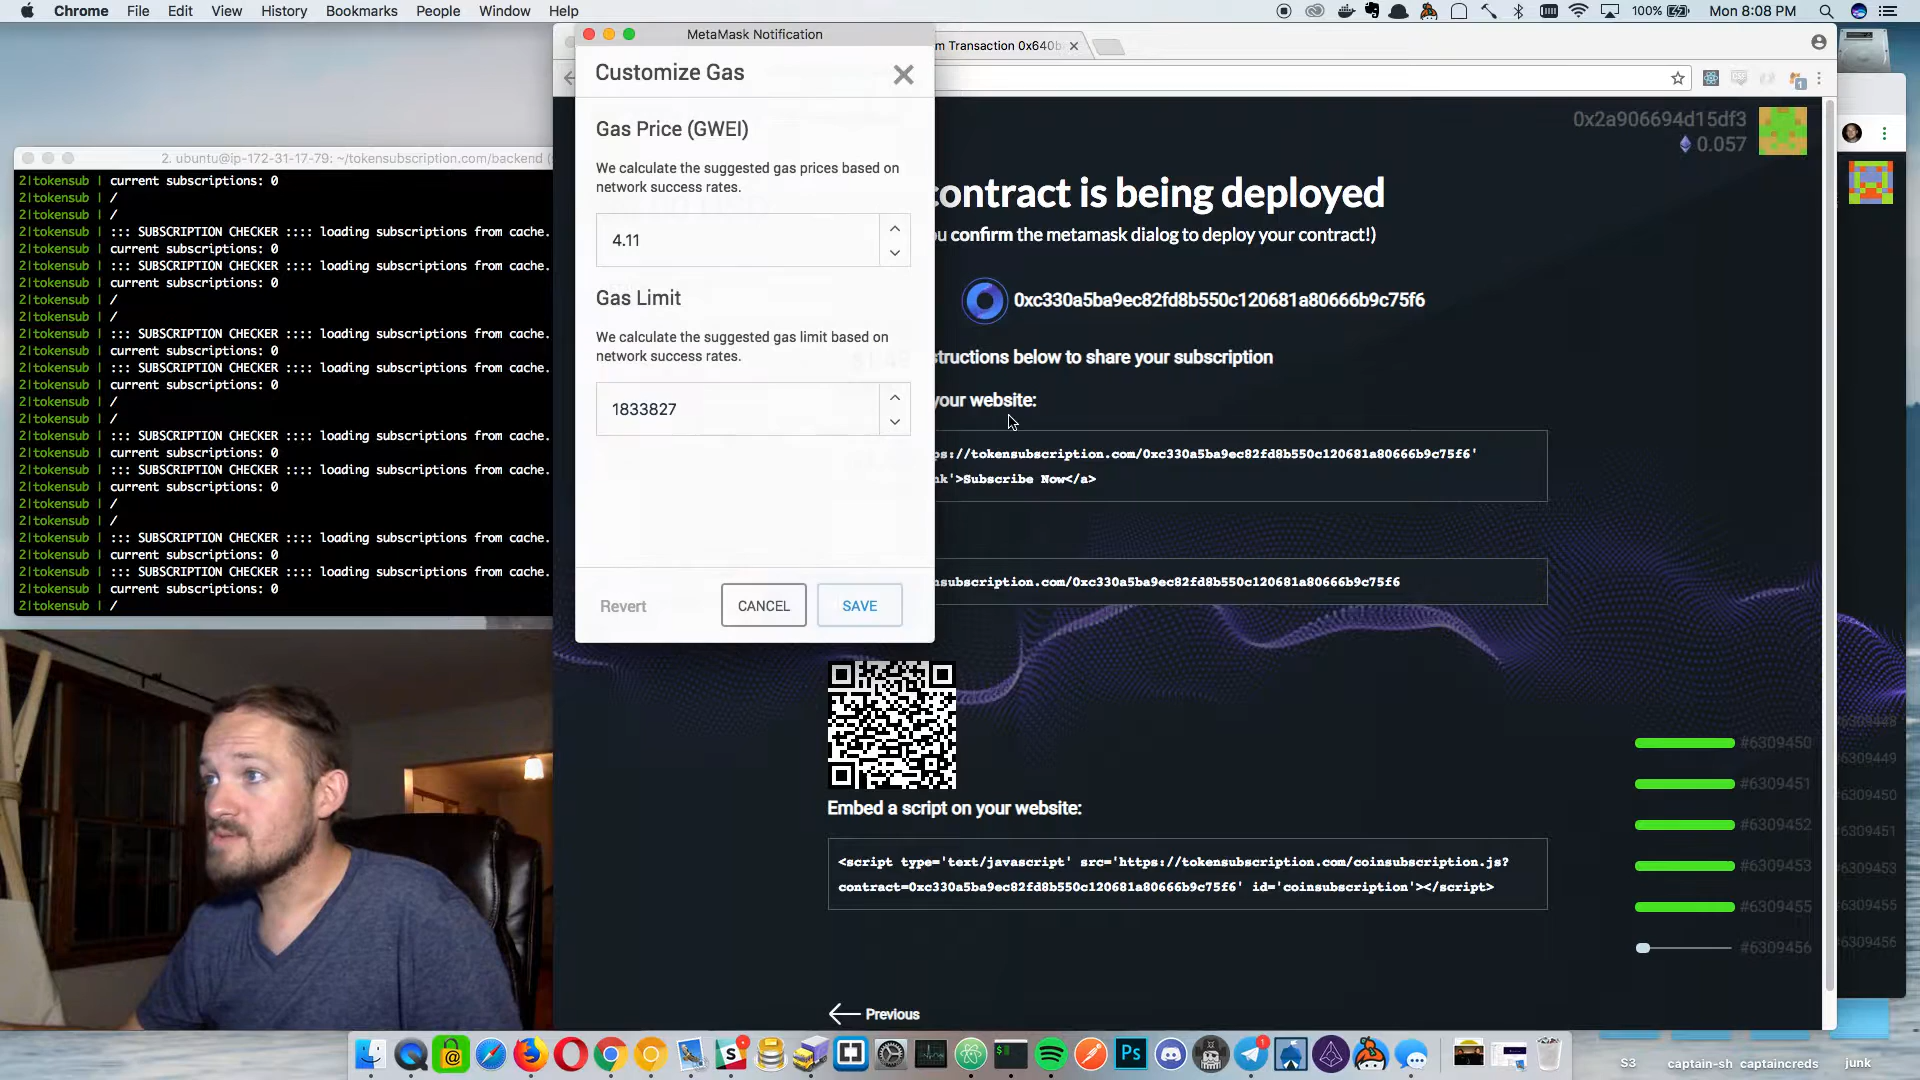 Chrome File Edit View History Bookmarks People Window Help
100% Mon 8:08 PM
2. ubuntu@ip-172-31-17-79: ~/tokensubscription.com/backend
2|tokensub | current subscriptions: 0
2|tokensub | /
2|tokensub | /
2|tokensub | ::: SUBSCRIPTION CHECKER :::: loading subscriptions from cache.
2|tokensub | current subscriptions: 0
2|tokensub | ::: SUBSCRIPTION CHECKER :::: loading subscriptions from cache.
2|tokensub | current subscriptions: 0
2|tokensub | /
2|tokensub | /
2|tokensub | ::: SUBSCRIPTION CHECKER :::: loading subscriptions from cache.
2|tokensub | current subscriptions: 0
2|tokensub | ::: SUBSCRIPTION CHECKER :::: loading subscriptions from cache.
2|tokensub | current subscriptions: 0
2|tokensub | /
2|tokensub | /
2|tokensub | ::: SUBSCRIPTION CHECKER :::: loading subscriptions from cache.
2|tokensub | current subscriptions: 0
2|tokensub | ::: SUBSCRIPTION CHECKER :::: loading subscriptions from cache.
2|tokensub | current subscriptions: 0
2|tokensub | /
2|tokensub | /
2|tokensub | ::: SUBSCRIPTION CHECKER :::: loading subscriptions from cache.
2|tokensub | current subscriptions: 0
2|tokensub | ::: SUBSCRIPTION CHECKER :::: loading subscriptions from cache.
2|tokensub | current subscriptions: 0
2|tokensub | /
MetaMask Notification
Customize Gas
Gas Price (GWEI)
We calculate the suggested gas prices based on
network success rates.
4.11
Gas Limit
We calculate the suggested gas limit based on
network success rates.
1833827
Revert CANCEL SAVE
m Transaction 0x640b
0x2a906694d15df3
0.057
contract is being deployed
u confirm the metamask dialog to deploy your contract!)
0xc330a5ba9ec82fd8b550c120681a80666b9c75f6
structions below to share your subscription
your website:
ps://tokensubscription.com/0xc330a5ba9ec82fd8b550c120681a80666b9c75f6'
nk'>Subscribe Now</a>
nsubscription.com/0xc330a5ba9ec82fd8b550c120681a80666b9c75f6
Embed a script on your website:
<script type='text/javascript' src='https://tokensubscription.com/coinsubscription.js?
contract=0xc330a5ba9ec82fd8b550c120681a80666b9c75f6' id='coinsubscription'></script>
Previous
#6309450
#6309451
#6309452
#6309453
#6309455
#6309456
#6309448
#6309449
#6309450
#6309451
#6309453
#6309455
#6309456
S3 captain-sh captaincreds junk